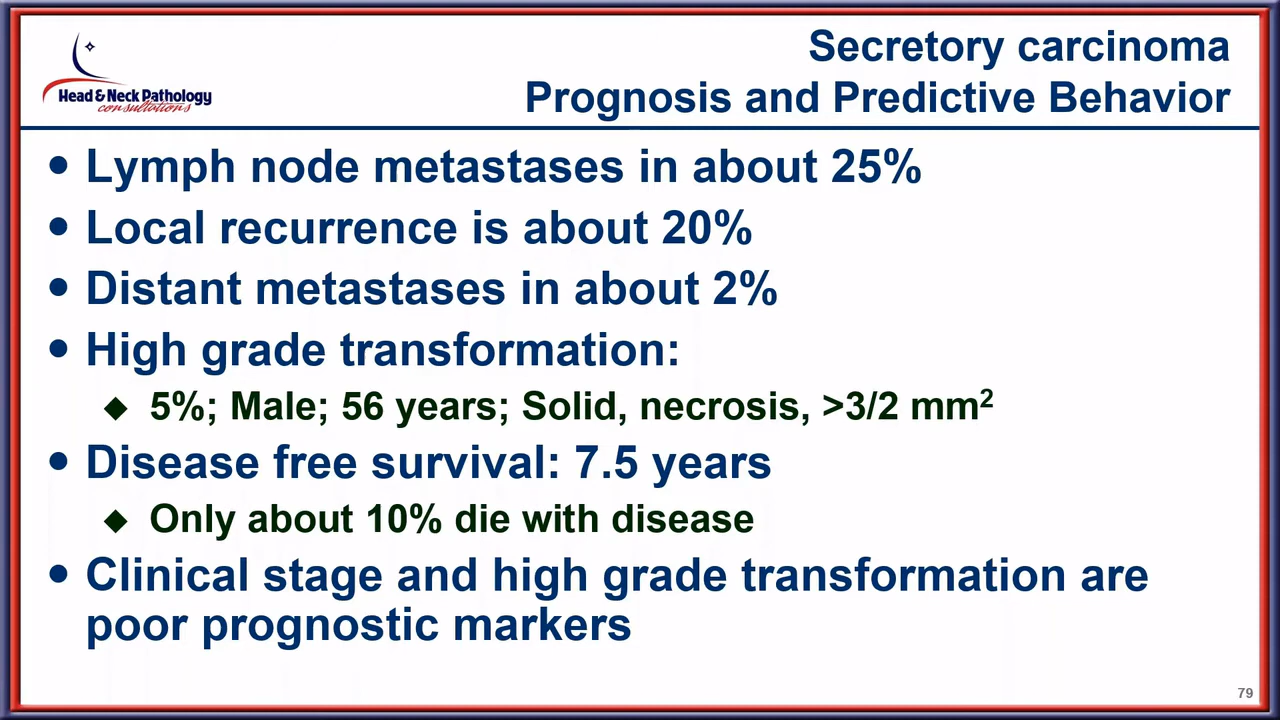 Head & Neck Pathology
consultations
Secretory carcinoma
Prognosis and Predictive Behavior
• Lymph node metastases in about 25%
• Local recurrence is about 20%
• Distant metastases in about 2%
• High grade transformation:
◆ 5%; Male; 56 years; Solid, necrosis, >3/2 mm²
• Disease free survival: 7.5 years
◆ Only about 10% die with disease
• Clinical stage and high grade transformation are
poor prognostic markers
79